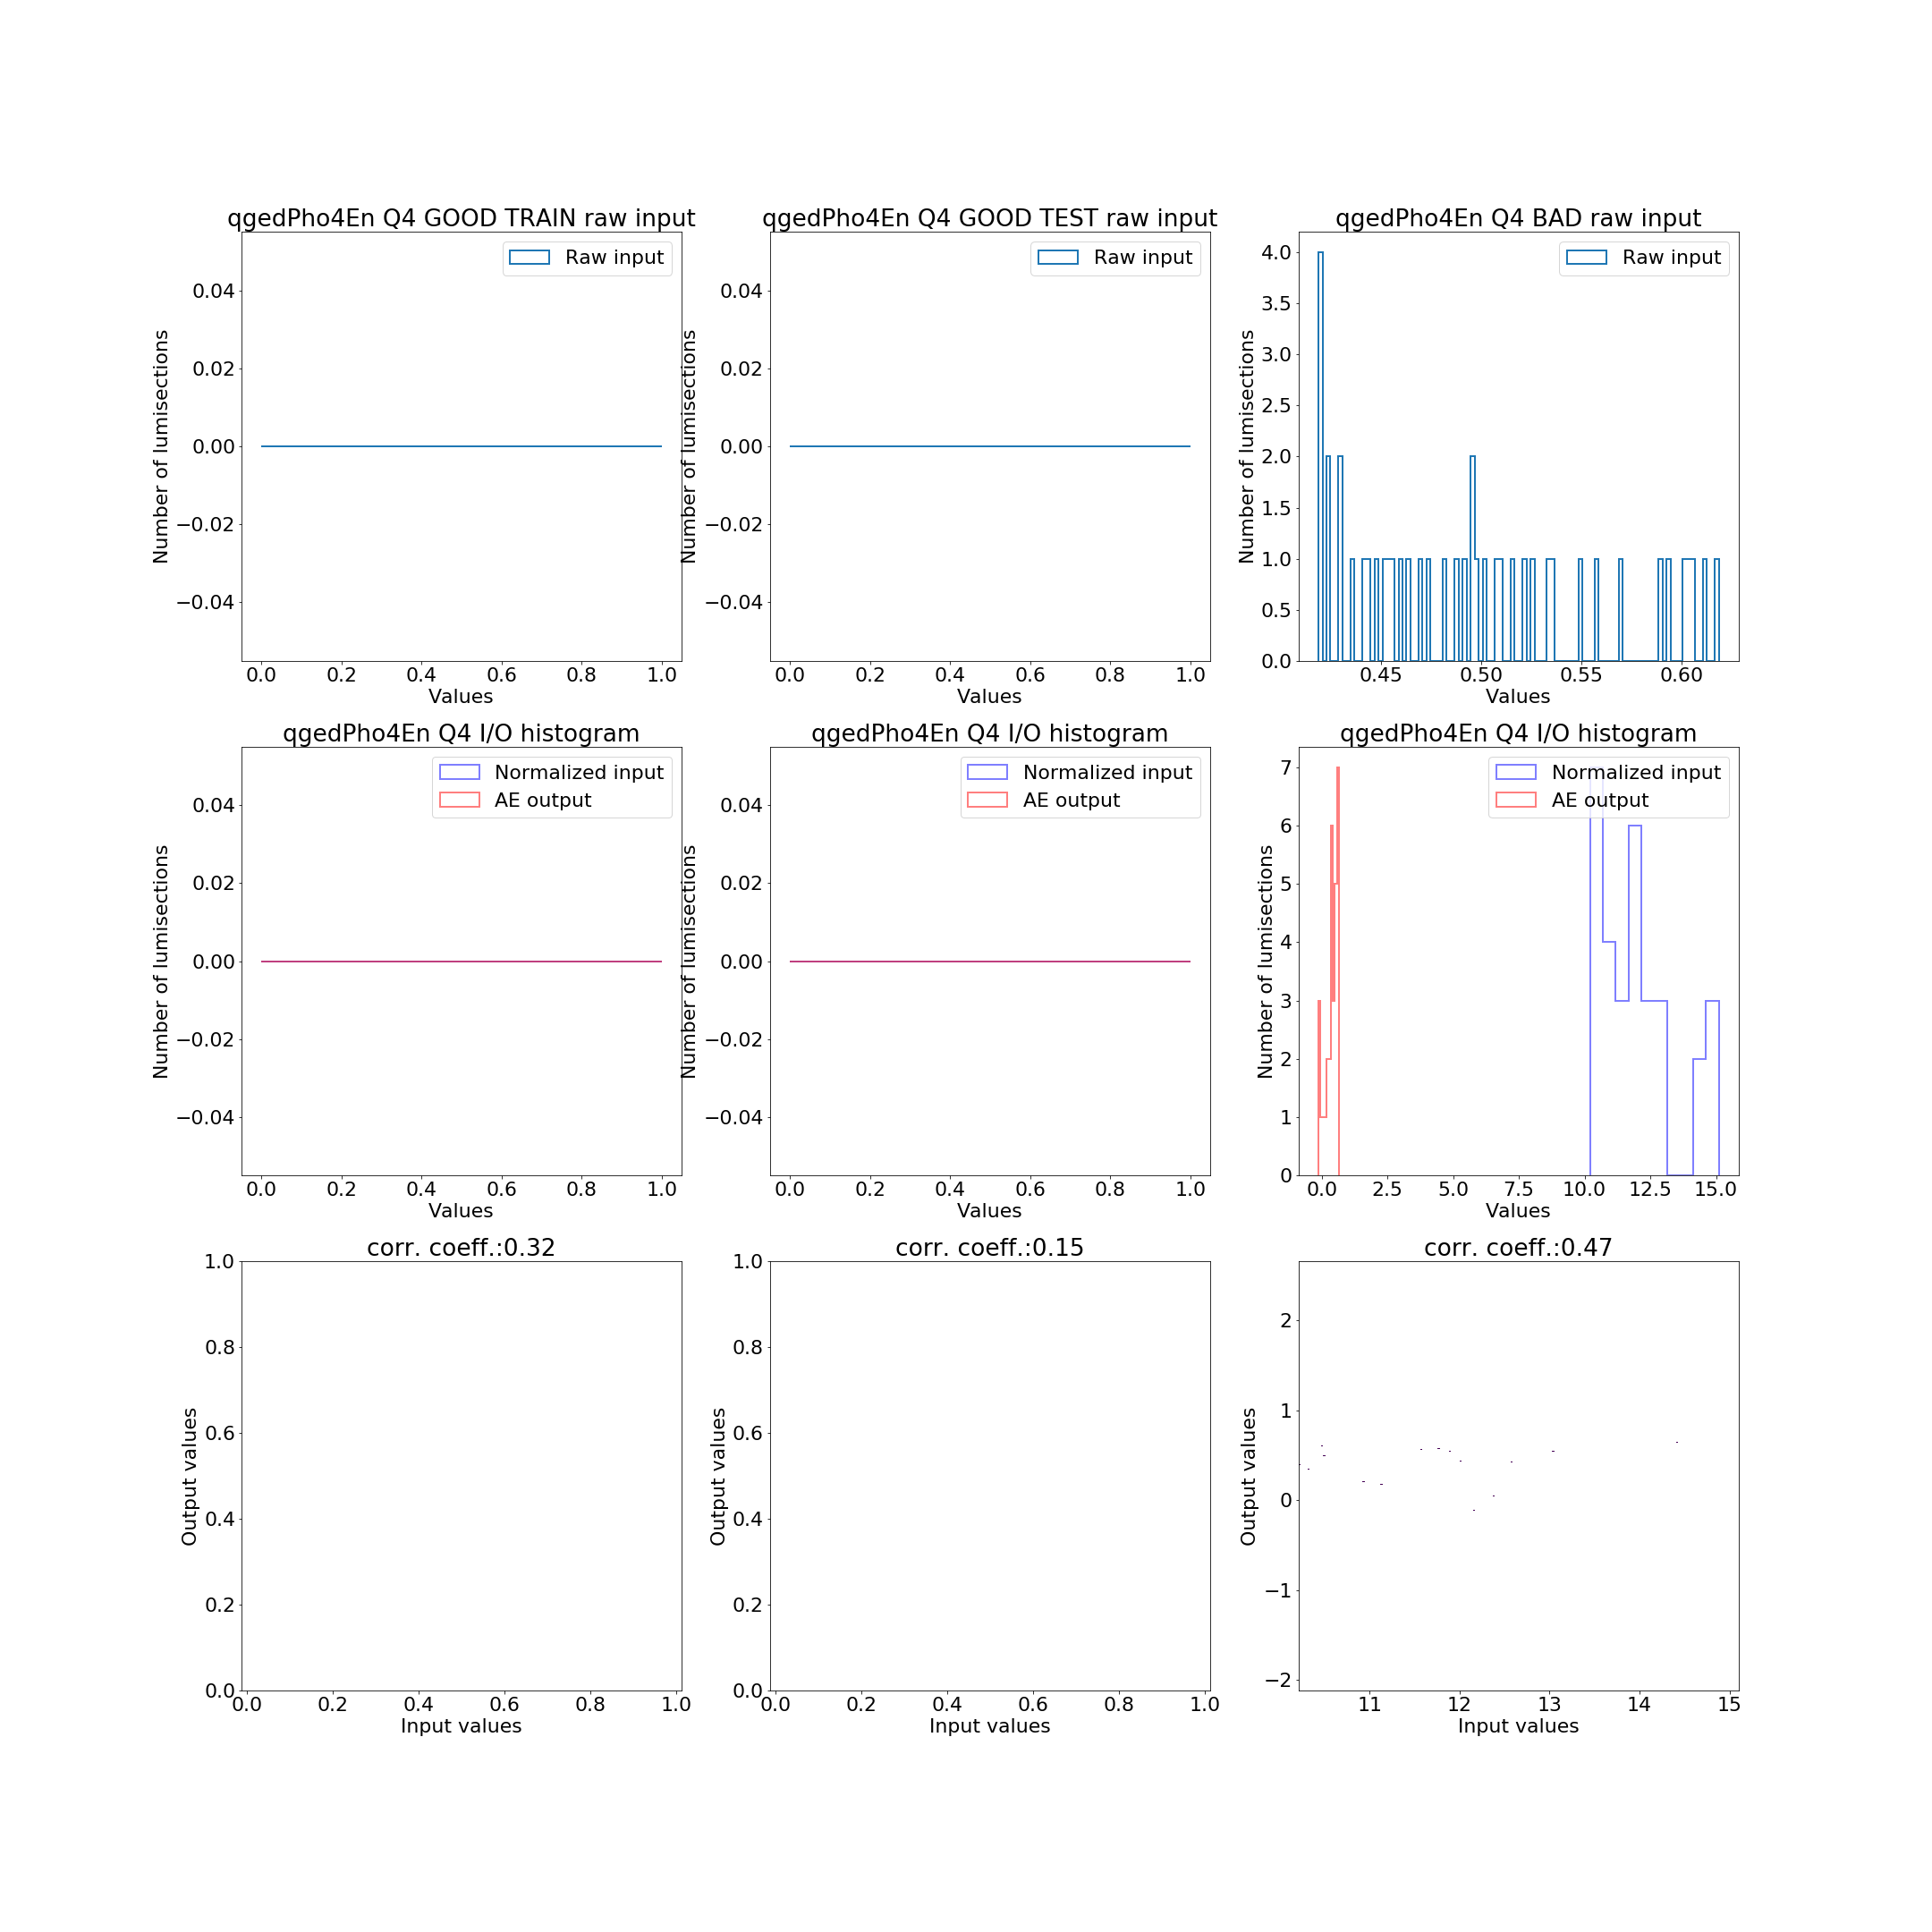 qgedPho4En Q4 GOOD TRAIN raw input
Raw input
0.04
0.02
0.00
−0.02
−0.04
0.0 0.2 0.4 0.6 0.8 1.0
Values
Number of lumisections
qgedPho4En Q4 GOOD TEST raw input
Raw input
0.04
0.02
0.00
−0.02
−0.04
0.0 0.2 0.4 0.6 0.8 1.0
Values
Number of lumisections
qgedPho4En Q4 BAD raw input
Raw input
4.0
3.5
3.0
2.5
2.0
1.5
1.0
0.5
0.0
0.45 0.50 0.55 0.60
Values
Number of lumisections
qgedPho4En Q4 I/O histogram
Normalized input
AE output
0.04
0.02
0.00
−0.02
−0.04
0.0 0.2 0.4 0.6 0.8 1.0
Values
Number of lumisections
qgedPho4En Q4 I/O histogram
Normalized input
AE output
0.04
0.02
0.00
−0.02
−0.04
0.0 0.2 0.4 0.6 0.8 1.0
Values
Number of lumisections
qgedPho4En Q4 I/O histogram
Normalized input
AE output
7
6
5
4
3
2
1
0
0.0 2.5 5.0 7.5 10.0 12.5 15.0
Values
Number of lumisections
corr. coeff.:0.32
1.0
0.8
0.6
0.4
0.2
0.0
0.0 0.2 0.4 0.6 0.8 1.0
Input values
Output values
corr. coeff.:0.15
1.0
0.8
0.6
0.4
0.2
0.0
0.0 0.2 0.4 0.6 0.8 1.0
Input values
Output values
corr. coeff.:0.47
2
1
0
−1
−2
11 12 13 14 15
Input values
Output values